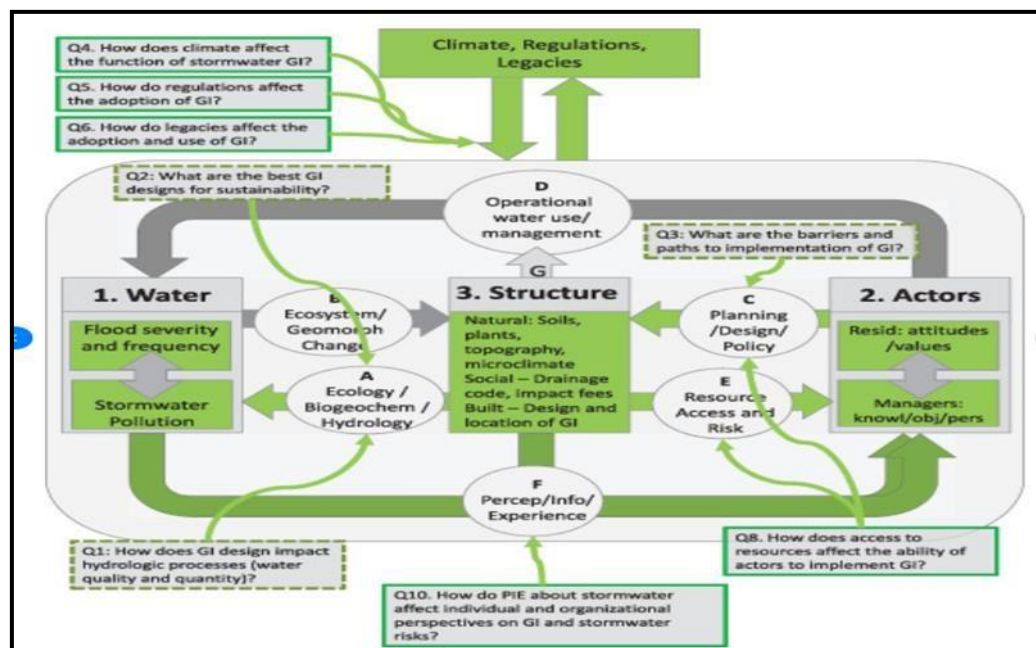 Q4. How does climate affect
the function of stormwater GI?
Q5. How do regulations affect
the adoption of GI?
Q6. How do legacies affect the
adoption and use of GI?
Climate, Regulations,
Legacies
Q2: What are the best GI
designs for sustainability?
D
Operational
water use/
management
Q3: What are the barriers and
paths to implementation of GI?
G
1. Water
Flood severity
and frequency
Stormwater
Pollution
B
Ecosystem/
Geomorph
Change
A
Ecology /
Biogeochem /
Hydrology
3. Structure
Natural: Soils,
plants,
topography,
microclimate
Social – Drainage
code, impact fees
Built – Design and
location of GI
C
Planning
/Design/
Policy
E
Resource
Access and
Risk
2. Actors
Resid: attitudes
/values
Managers:
knowl/obj/pers
F
Percep/Info/
Experience
Q1: How does GI design impact
hydrologic processes (water
quality and quantity)?
Q10. How do PIE about stormwater
affect individual and organizational
perspectives on GI and stormwater
risks?
Q8. How does access to
resources affect the ability of
actors to implement GI?